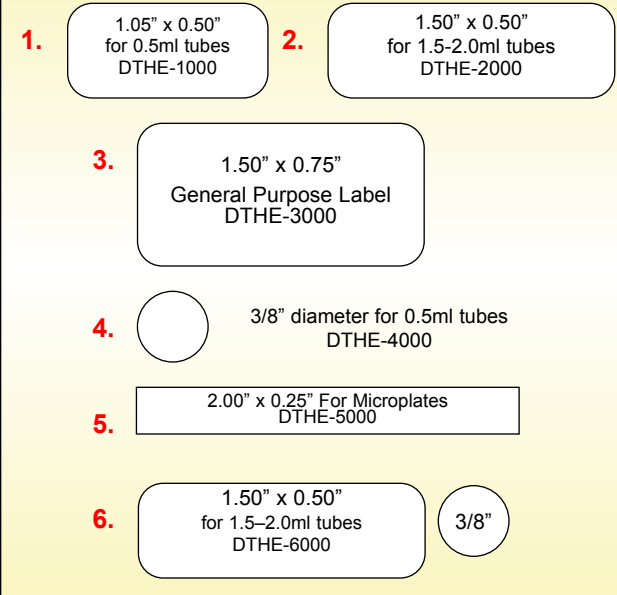 1.
1.05” x 0.50”
for 0.5ml tubes
DTHE-1000
2.
1.50” x 0.50”
for 1.5-2.0ml tubes
DTHE-2000
3.
1.50” x 0.75”
General Purpose Label
DTHE-3000
4.
3/8” diameter for 0.5ml tubes
DTHE-4000
5.
2.00” x 0.25” For Microplates
DTHE-5000
6.
1.50” x 0.50”
for 1.5–2.0ml tubes
DTHE-6000
3/8”